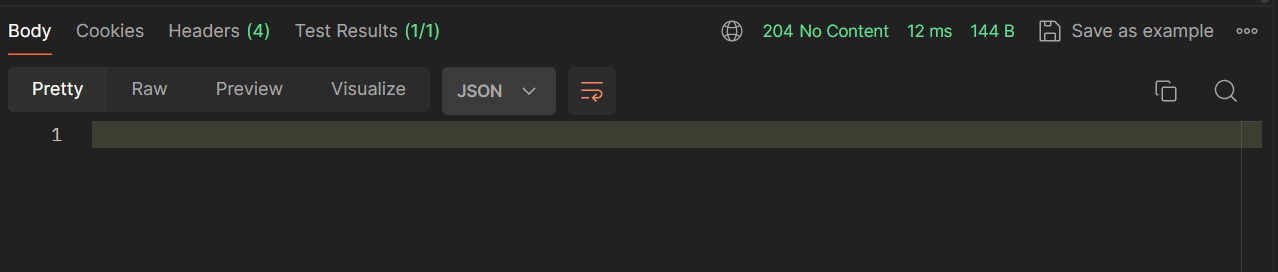 Body Cookies Headers (4) Test Results (1/1) 204 No Content 12 ms 144 B Save as example
Pretty Raw Preview Visualize JSON
1